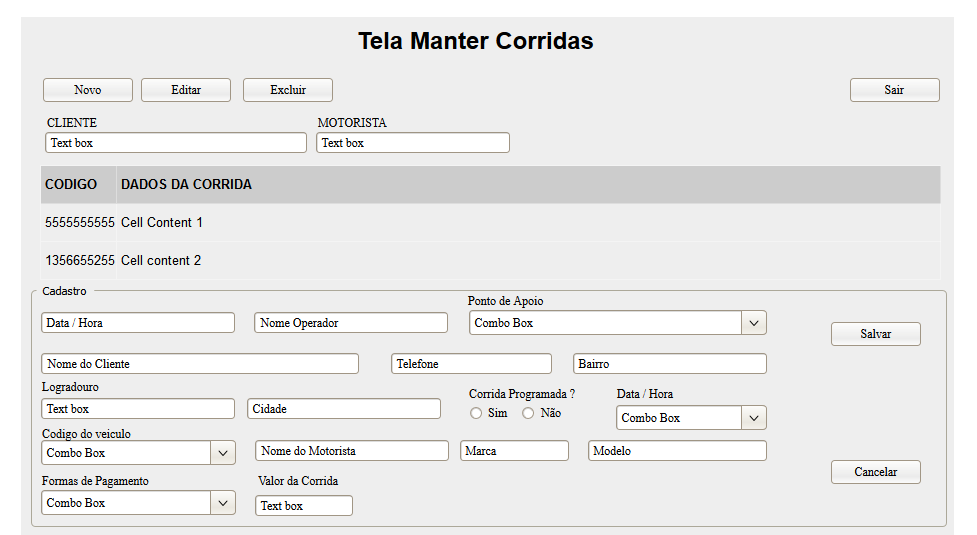 Tela Manter Corridas
Novo Editar Excluir Sair
CLIENTE MOTORISTA
Text box Text box
CODIGO DADOS DA CORRIDA
5555555555 Cell Content 1
1356655255 Cell content 2
Cadastro
Ponto de Apoio
Data / Hora Nome Operador Combo Box
Salvar
Nome do Cliente Telefone Bairro
Logradouro Corrida Programada ? Data / Hora
Text box Cidade Sim Não Combo Box
Codigo do veiculo
Combo Box Nome do Motorista Marca Modelo
Cancelar
Formas de Pagamento Valor da Corrida
Combo Box Text box